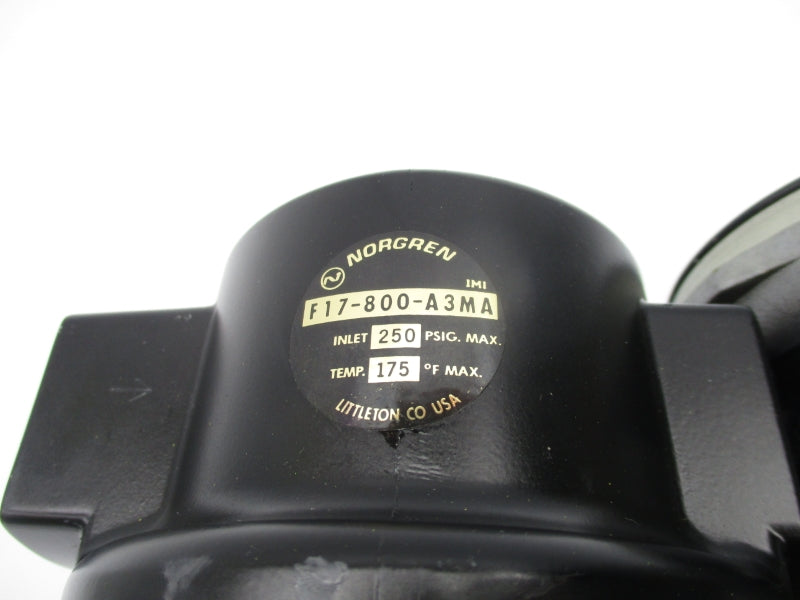 NORGREN
IMI
F17-800-A3MA
INLET 250 PSIG. MAX.
TEMP. 175 °F MAX.
LITTLETON CO USA